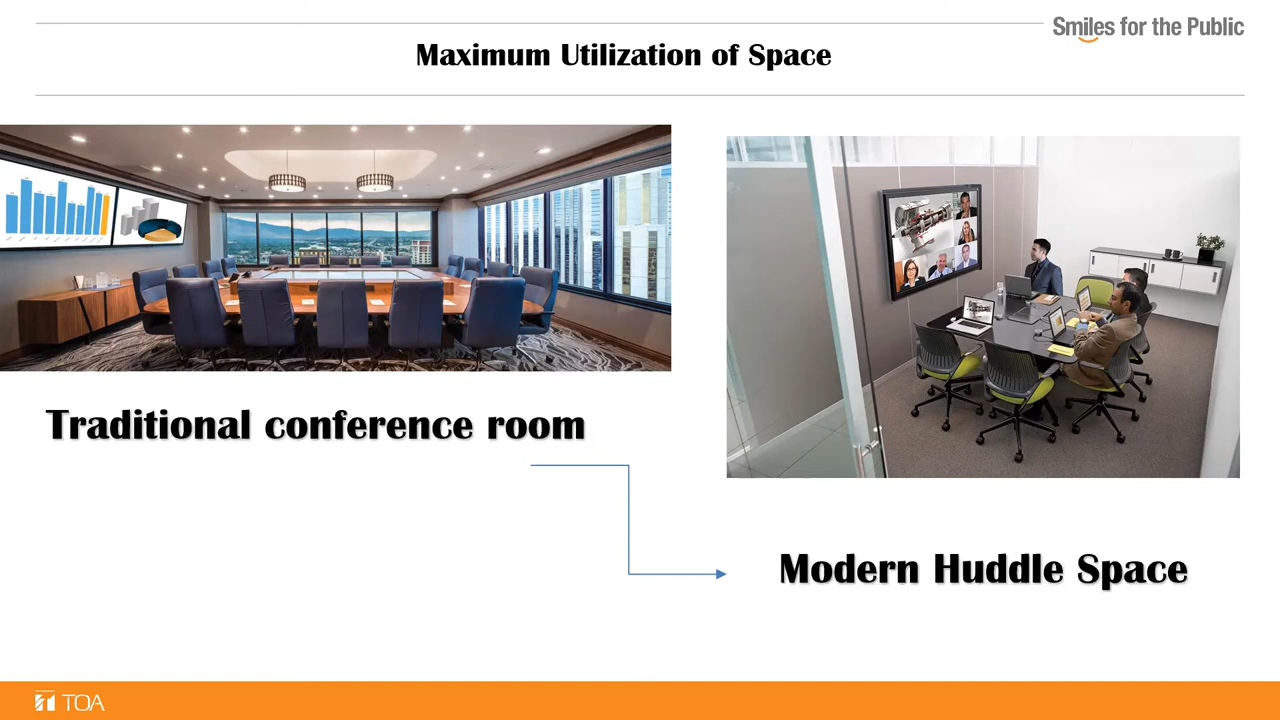 Smiles for the Public
Maximum Utilization of Space
Traditional conference room
Modern Huddle Space
TOA